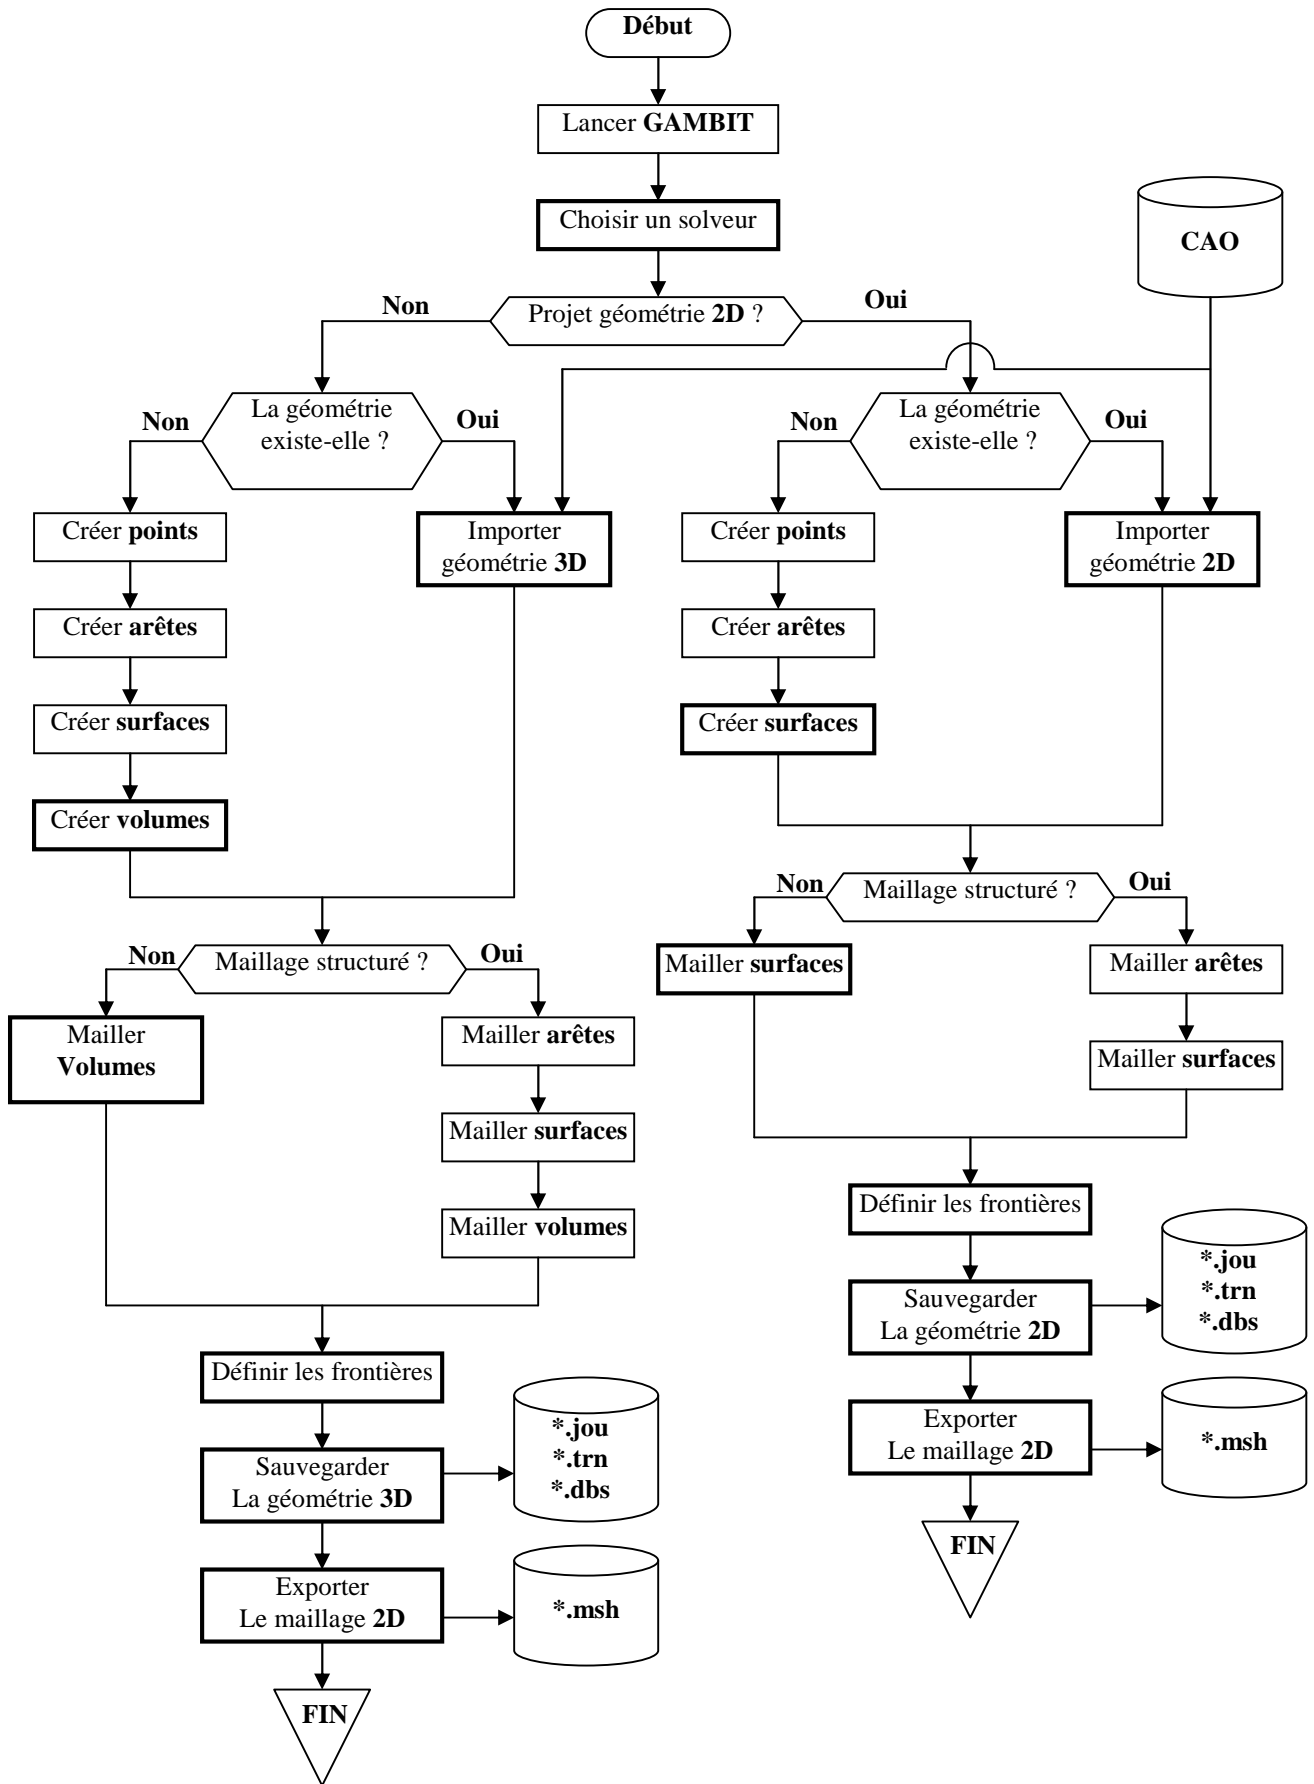 Début
Lancer GAMBIT
Choisir un solveur
CAO
Non
Projet géométrie 2D ?
Oui
Non
La géométrie
existe-elle ?
Oui
Non
La géométrie
existe-elle ?
Oui
Créer points
Importer
géométrie 3D
Créer points
Importer
géométrie 2D
Créer arêtes
Créer arêtes
Créer surfaces
Créer surfaces
Créer volumes
Non
Maillage structuré ?
Oui
Non
Maillage structuré ?
Oui
Mailler surfaces
Mailler arêtes
Mailler
Volumes
Mailler arêtes
Mailler surfaces
Mailler surfaces
Mailler volumes
Définir les frontières
*.jou
*.trn
*.dbs
Sauvegarder
La géométrie 2D
Définir les frontières
*.jou
*.trn
*.dbs
Exporter
Le maillage 2D
*.msh
Sauvegarder
La géométrie 3D
FIN
Exporter
Le maillage 2D
*.msh
FIN